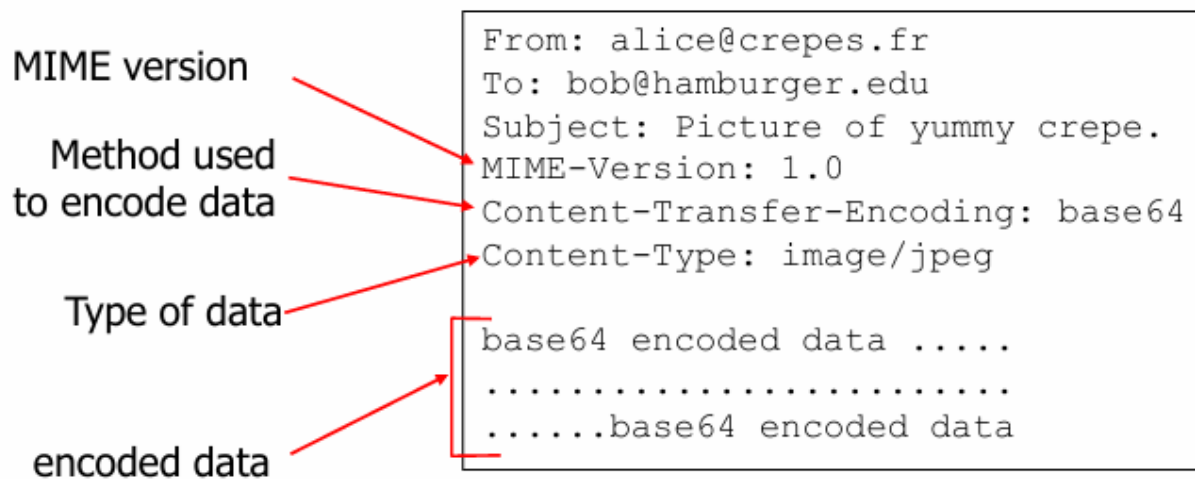 MIME version
Method used
to encode data
Type of data
encoded data
From: alice@crepes.fr
To: bob@hamburger.edu
Subject: Picture of yummy crepe.
MIME-Version: 1.0
Content-Transfer-Encoding: base64
Content-Type: image/jpeg
base64 encoded data .....
.........................
......base64 encoded data